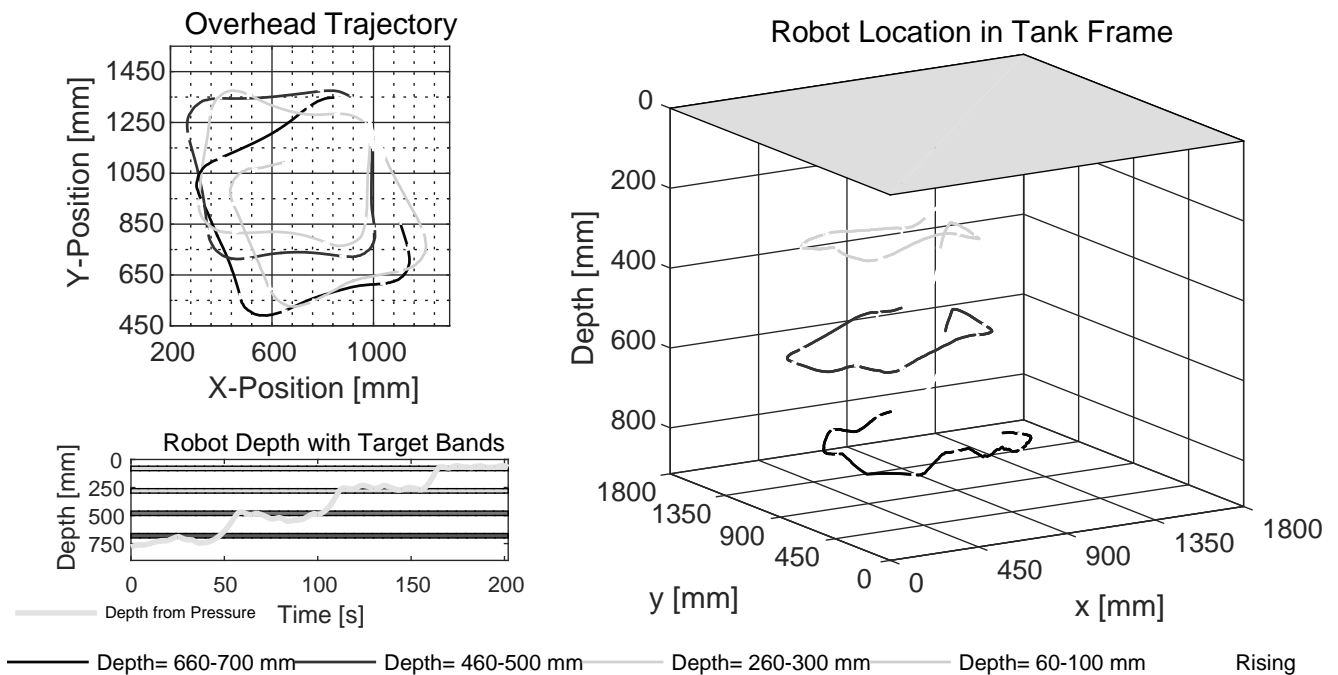 Overhead Trajectory
1450
1250
1050
850
650
450
Y-Position [mm]
200 600 1000
X-Position [mm]
Robot Depth with Target Bands
0
250
500
750
Depth [mm]
0 50 100 150 200
Depth from Pressure
Time [s]
Robot Location in Tank Frame
0
200
400
600
800
Depth [mm]
1800
1350
900
450
0
y [mm]
0
450
900
1350
1800
x [mm]
Depth= 660-700 mm Depth= 460-500 mm Depth= 260-300 mm Depth= 60-100 mm Rising